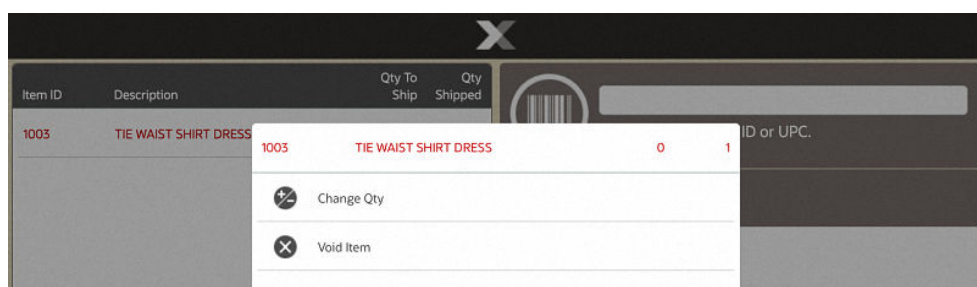 Item ID Description Qty To Ship Qty Shipped
1003 TIE WAIST SHIRT DRESS
ID or UPC.
1003 TIE WAIST SHIRT DRESS 0 1
Change Qty
Void Item